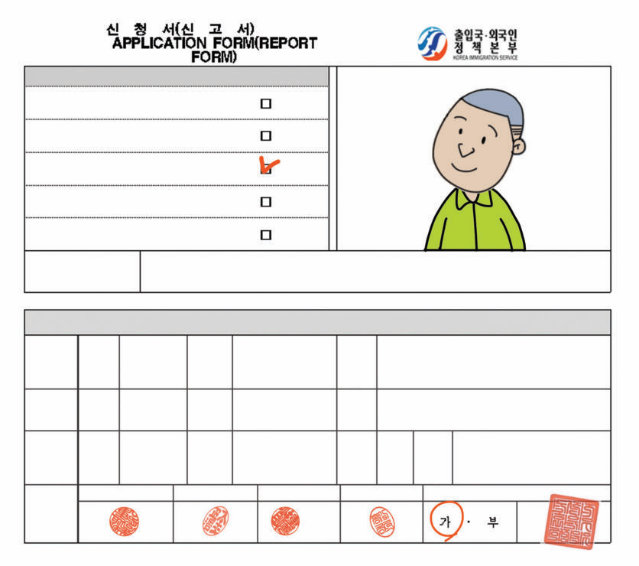 신 청 서(신 고 서)
APPLICATION FORM(REPORT
FORM)
출입국·외국인
정 책 본 부
KOREA IMMIGRATION SERVICE
가 · 부